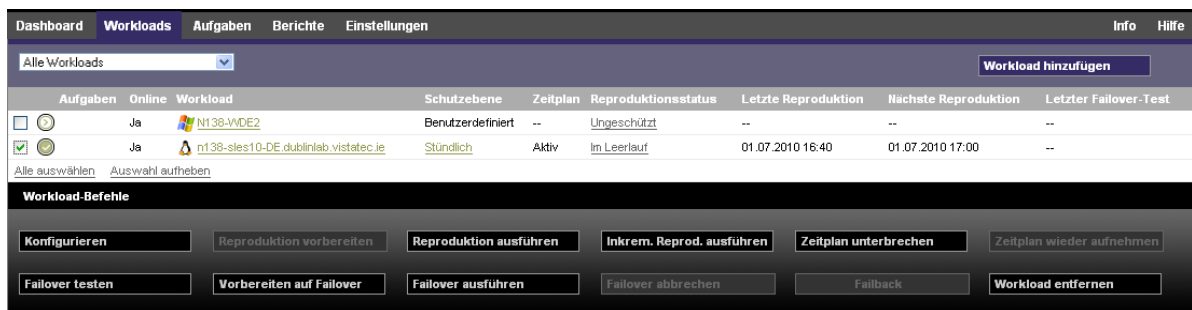 Dashboard Workloads Aufgaben Berichte Einstellungen Info Hilfe
Alle Workloads Workload hinzufügen
Aufgaben Online Workload Schutzebene Zeitplan Reproduktionsstatus Letzte Reproduktion Nächste Reproduktion Letzter Failover-Test
Ja N138-WDE2 Benutzerdefiniert -- Ungeschützt -- -- --
Ja n138-sles10-DE.dublinlab.vistatec.ie Stündlich Aktiv Im Leerlauf 01.07.2010 16:40 01.07.2010 17:00 --
Alle auswählen Auswahl aufheben
Workload-Befehle
Konfigurieren Reproduktion vorbereiten Reproduktion ausführen Inkrem. Reprod. ausführen Zeitplan unterbrechen Zeitplan wieder aufnehmen
Failover testen Vorbereiten auf Failover Failover ausführen Failover abbrechen Failback Workload entfernen